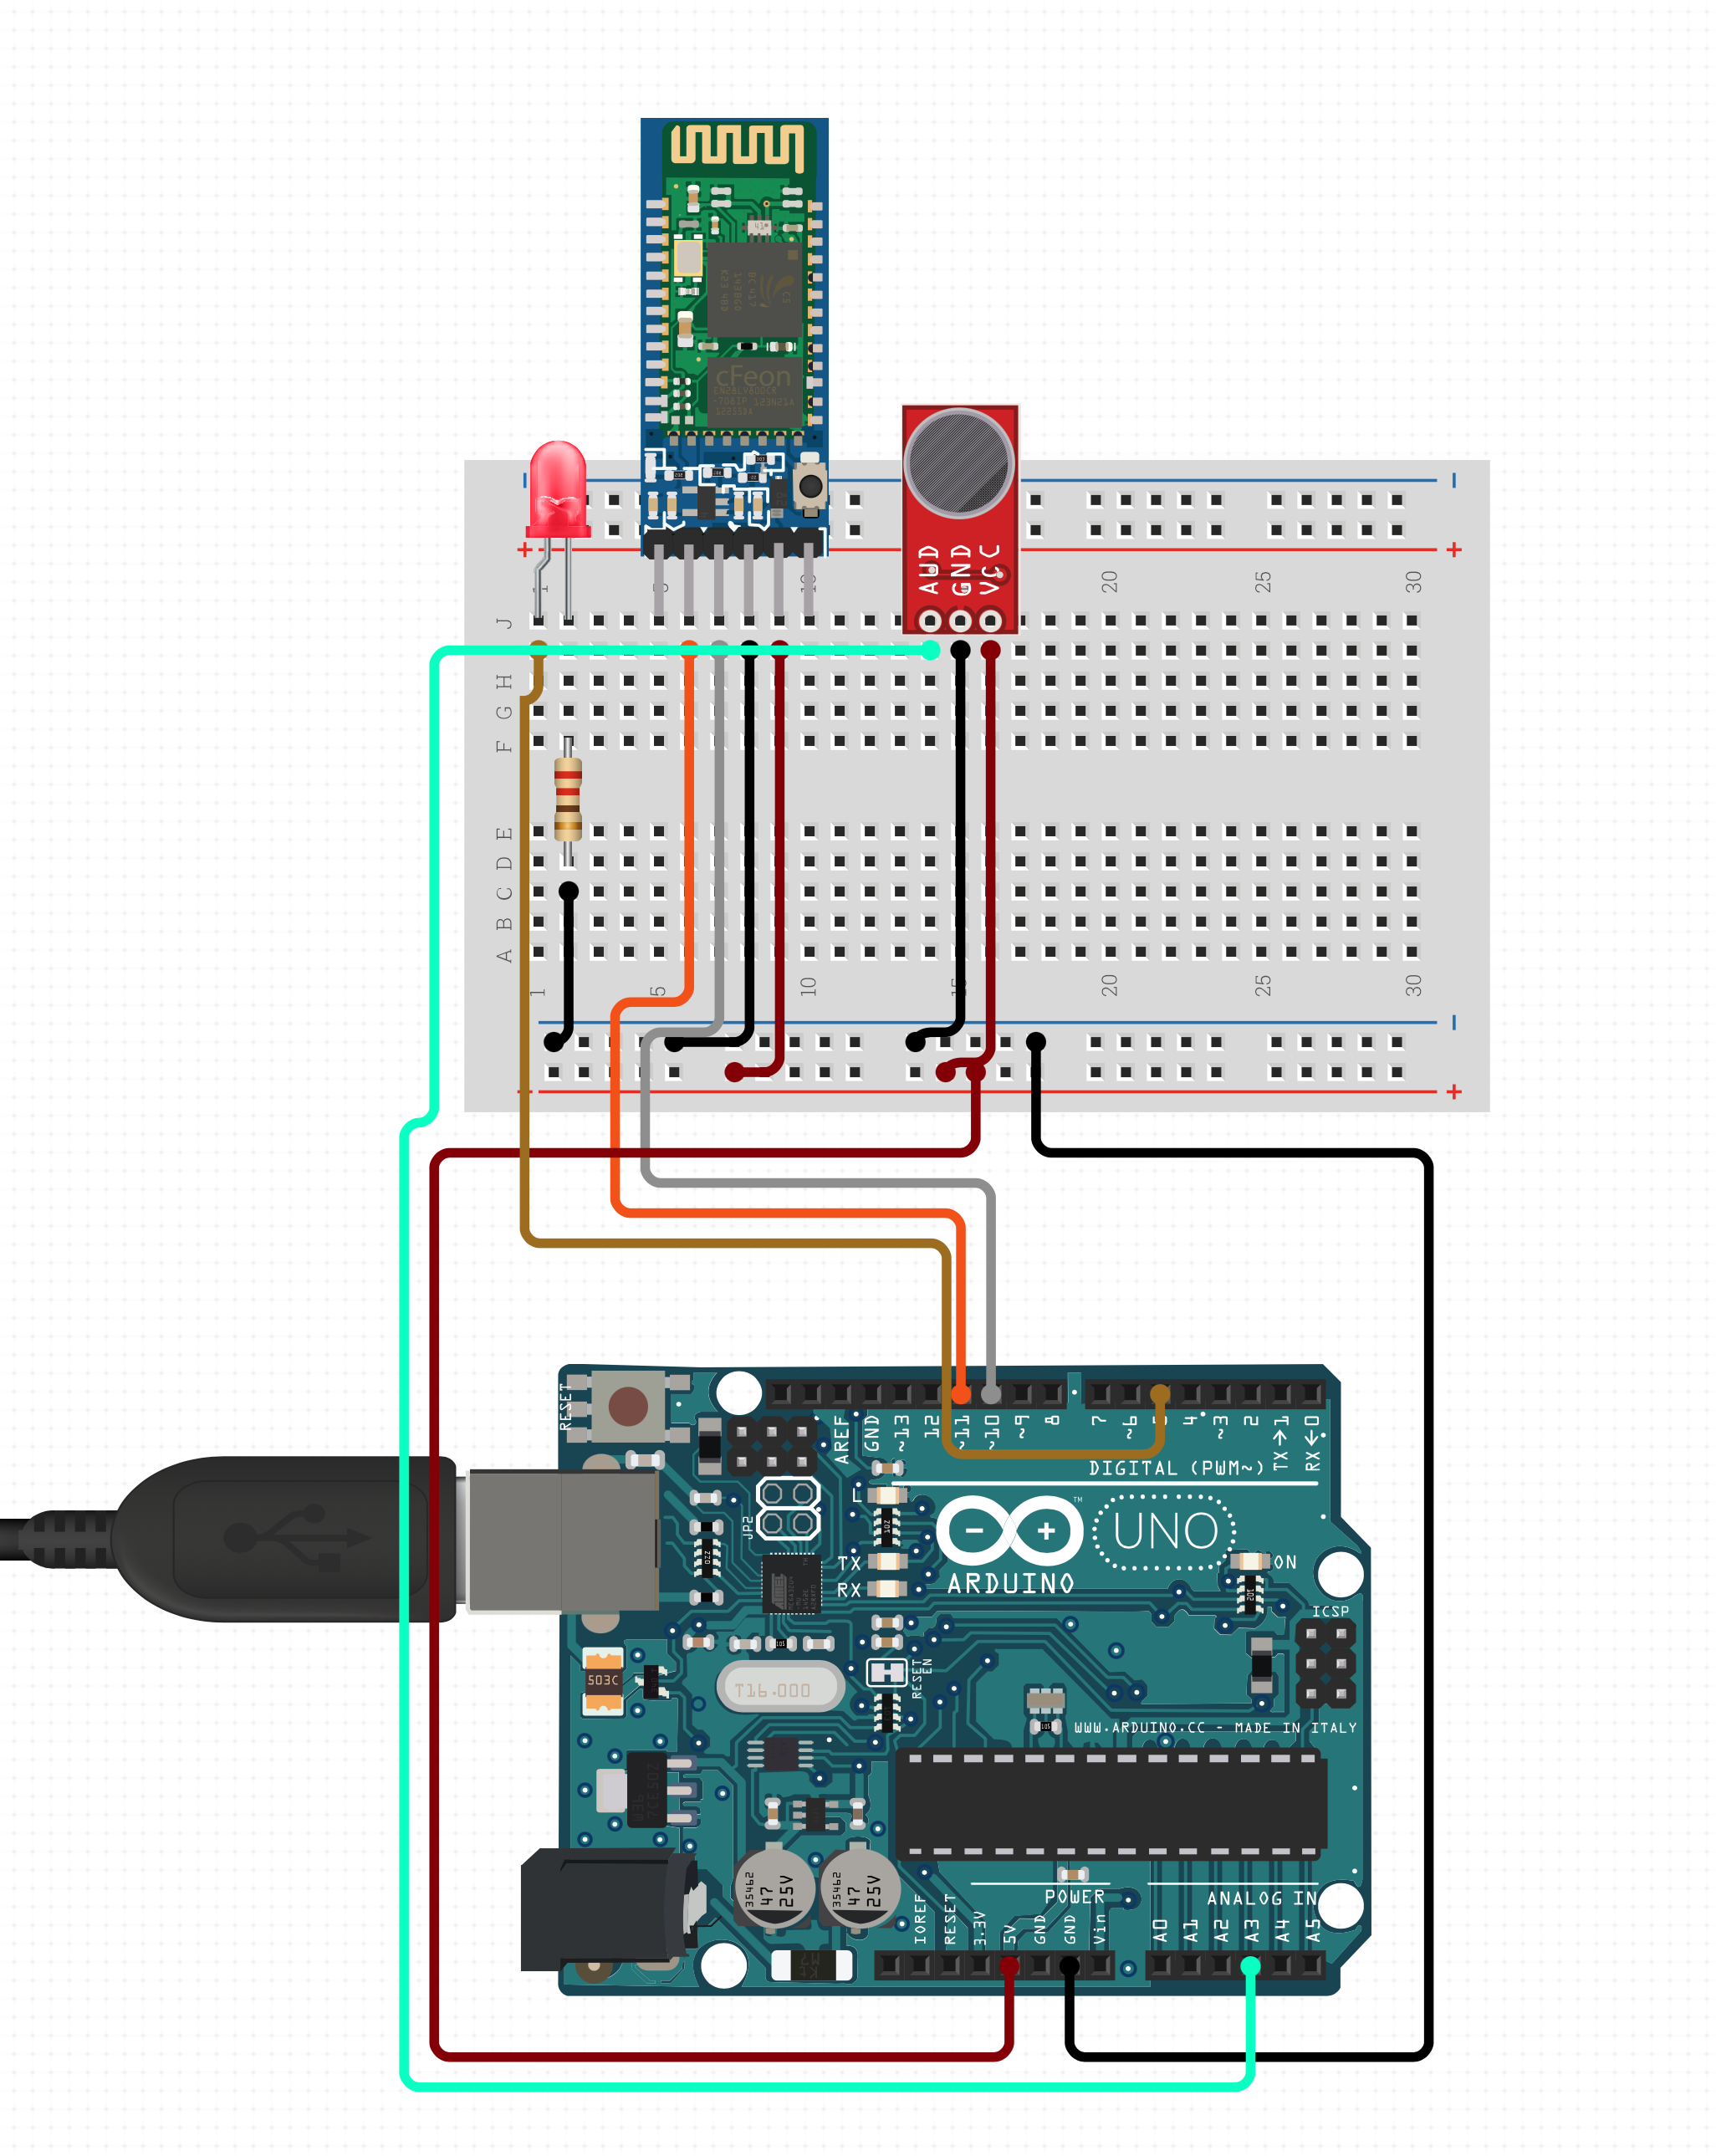 cFeon
AUD
GND
VCC
+
+
1
5
10
20
25
30
J
H
G
F
E
D
C
B
A
1
5
10
15
20
25
30
+
+
RESET
AREF
GND
~13
12
~11
~10
~9
8
7
~6
5
4
~3
2
TX→1
RX←0
DIGITAL (PWM~)
JP2
L
TX
RX
- +
TM
UNO
ARDUINO
ON
ICSP
RESET
EN
503C
T16.000
WWW.ARDUINO.CC - MADE IN ITALY
35462
47
25V
35462
47
25V
POWER
ANALOG IN
IOREF
RESET
3.3V
5V
GND
GND
Vin
A0
A1
A2
A3
A4
A5